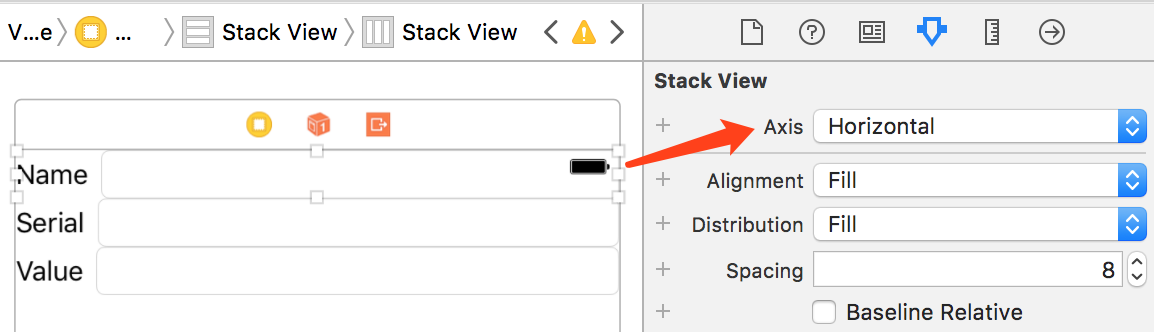 V...e ... Stack View Stack View
Stack View
Axis Horizontal
Name
Alignment Fill
Serial
Distribution Fill
Value
Spacing 8
Baseline Relative